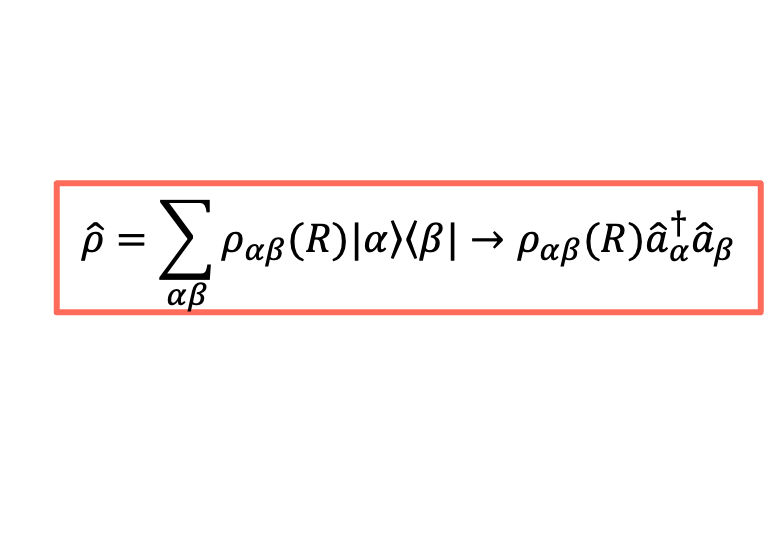 ρ̂ = ∑_{αβ} ρ_{αβ}(R)|α⟩⟨β| → ρ_{αβ}(R)â_α^† â_β